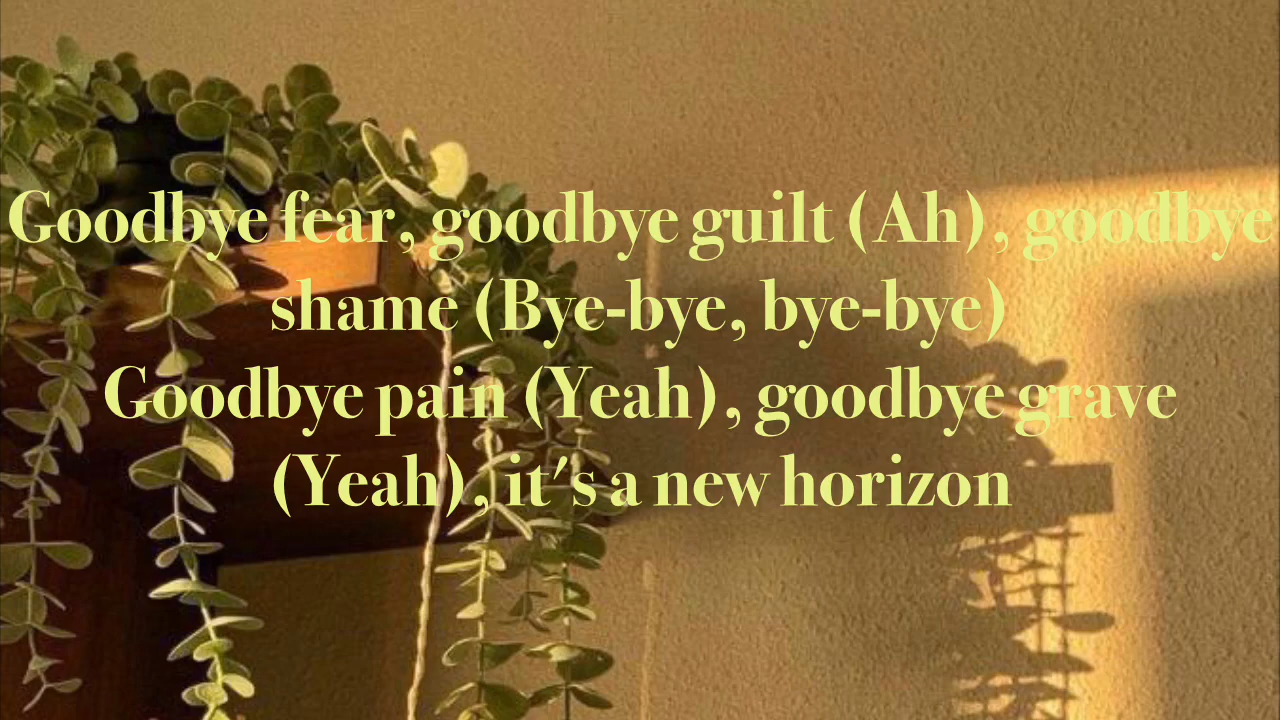 Goodbye fear, goodbye guilt (Ah), goodbye
shame (Bye-bye, bye-bye)
Goodbye pain (Yeah), goodbye grave
(Yeah), it's a new horizon